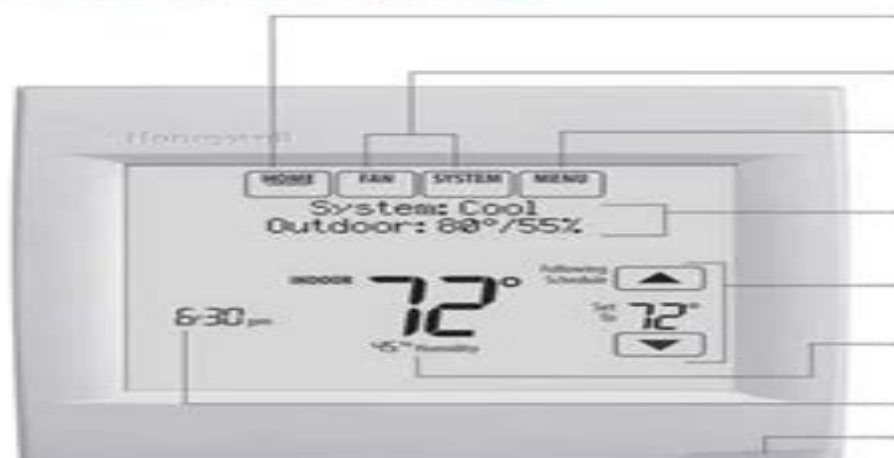 Honeywell
HOME FAN SYSTEM MENU
System: Cool
Outdoor: 80°/55%
INDOOR 72°
Following
Schedule
6:30 pm
Set
To 72°
45% Humidity